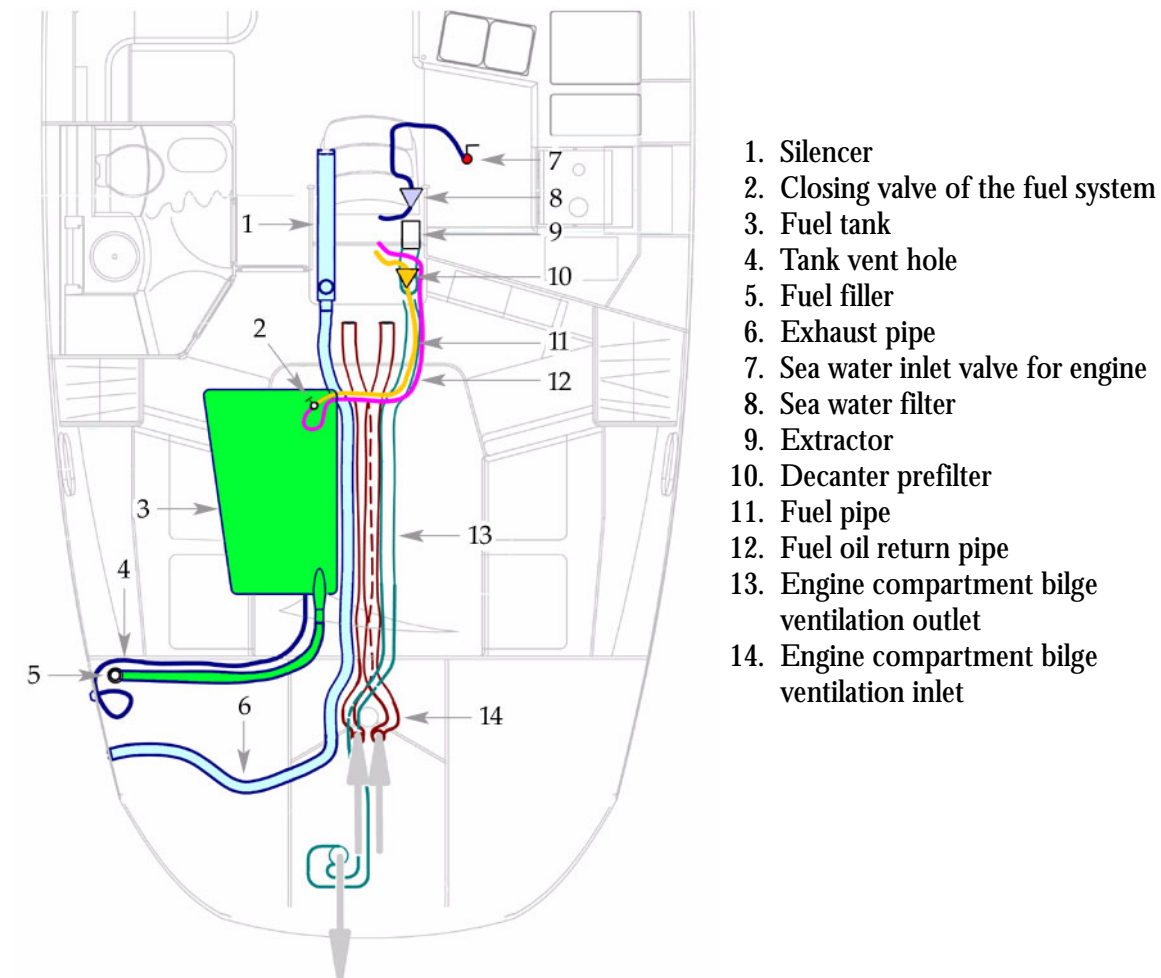 1
2
3
4
5
6
7
8
9
10
11
12
13
14
1. Silencer
2. Closing valve of the fuel system
3. Fuel tank
4. Tank vent hole
5. Fuel filler
6. Exhaust pipe
7. Sea water inlet valve for engine
8. Sea water filter
9. Extractor
10. Decanter prefilter
11. Fuel pipe
12. Fuel oil return pipe
13. Engine compartment bilge
ventilation outlet
14. Engine compartment bilge
ventilation inlet